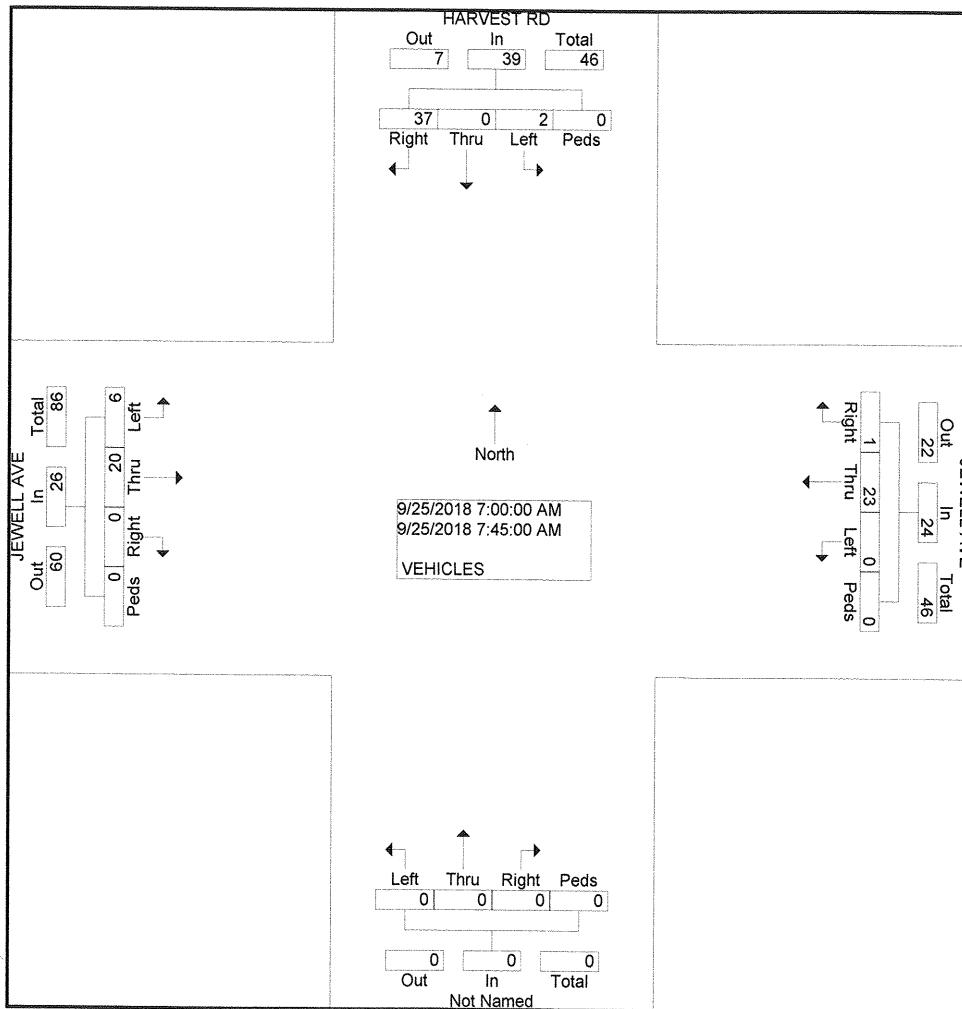 HARVEST RD
Out In Total
7 39 46
37 0 2 0
Right Thru Left Peds
JEWELL AVE
Total In Out
86 26 60
6 20 0 0
Left Thru Right Peds
North
9/25/2018 7:00:00 AM
9/25/2018 7:45:00 AM
VEHICLES
Right Thru Left Peds
1 23 0 0
Out In Total
22 24 46
Left Thru Right Peds
0 0 0 0
0 0 0
Out In Total
Not Named